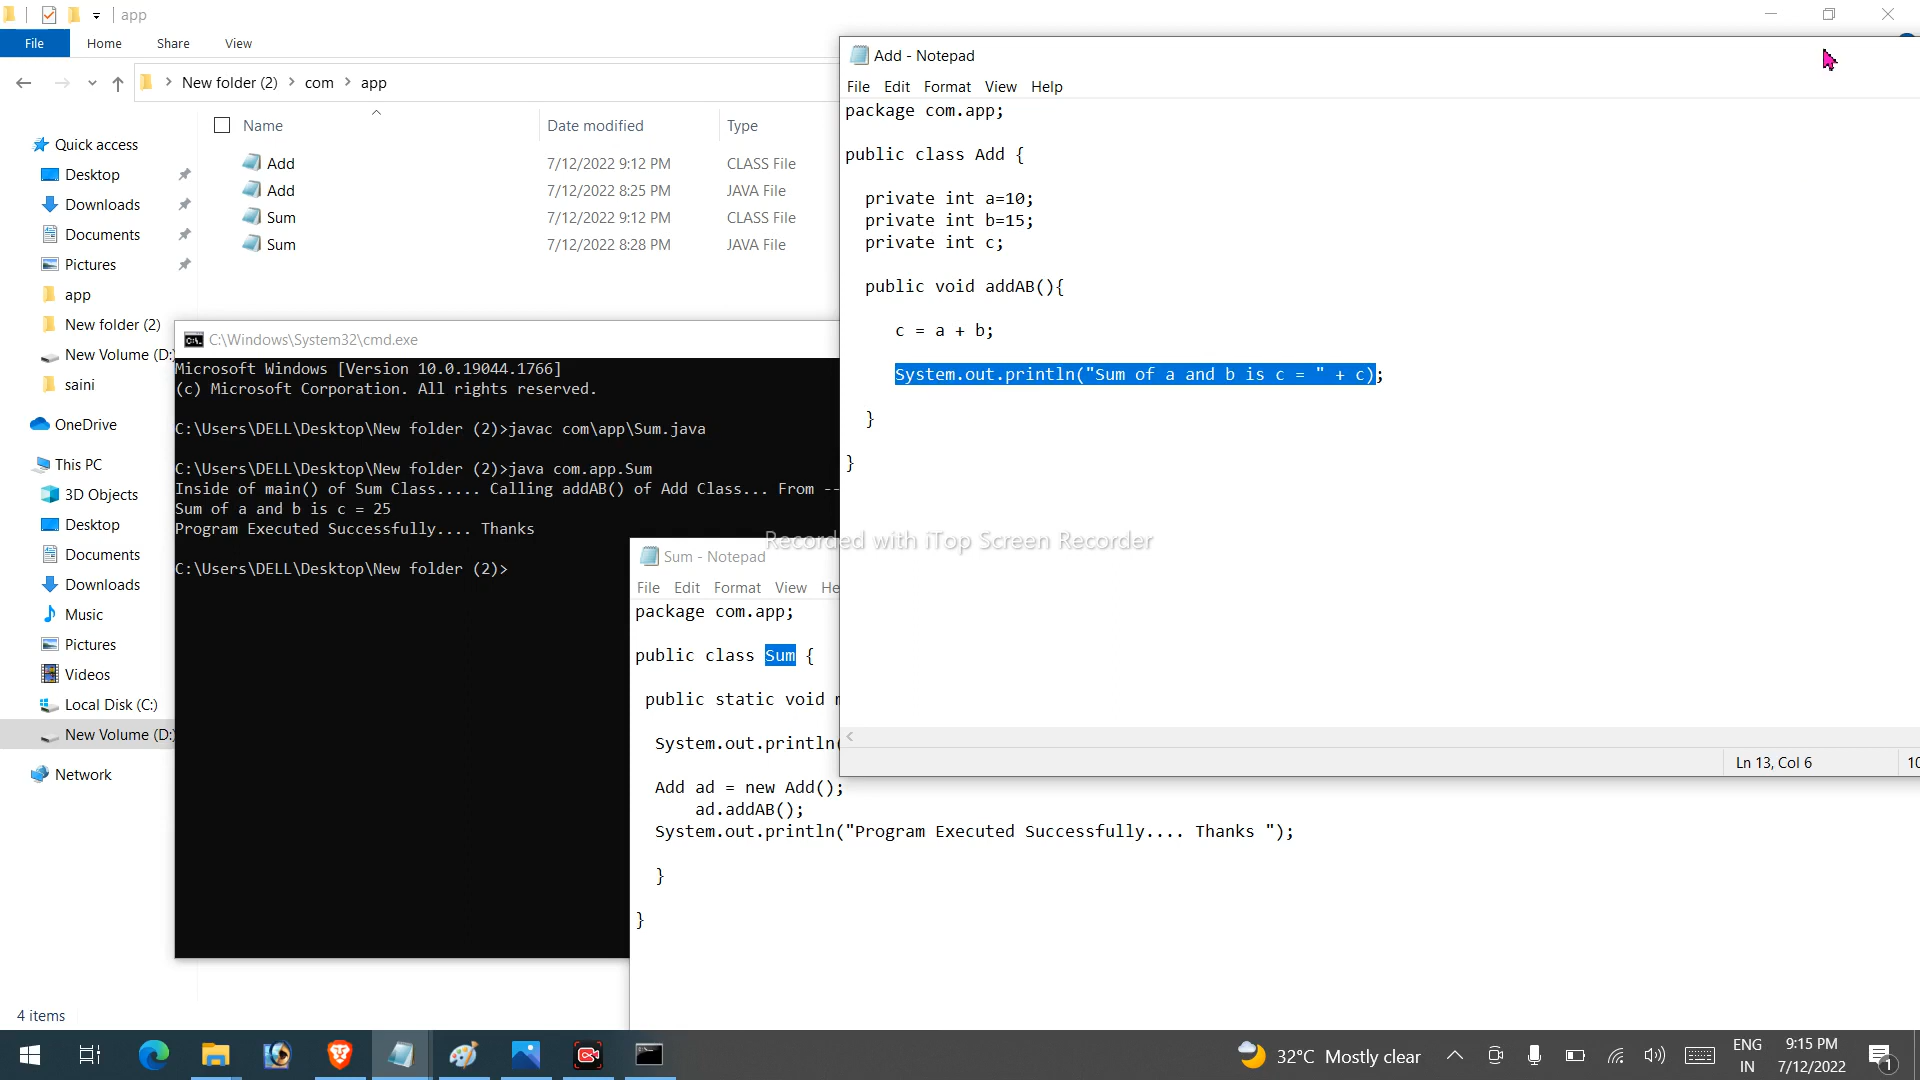 app
File Home Share View
New folder (2) com app
Name Date modified Type
Add 7/12/2022 9:12 PM CLASS File
Add 7/12/2022 8:25 PM JAVA File
Sum 7/12/2022 9:12 PM CLASS File
Sum 7/12/2022 8:28 PM JAVA File
Quick access
Desktop
Downloads
Documents
Pictures
app
New folder (2)
New Volume (D:)
saini
OneDrive
This PC
3D Objects
Desktop
Documents
Downloads
Music
Pictures
Videos
Local Disk (C:)
New Volume (D:)
Network
4 items
C:\Windows\System32\cmd.exe
Microsoft Windows [Version 10.0.19044.1766]
(c) Microsoft Corporation. All rights reserved.
C:\Users\DELL\Desktop\New folder (2)>javac com\app\Sum.java
C:\Users\DELL\Desktop\New folder (2)>java com.app.Sum
Inside of main() of Sum Class..... Calling addAB() of Add Class... From --
Sum of a and b is c = 25
Program Executed Successfully.... Thanks
C:\Users\DELL\Desktop\New folder (2)>
Add - Notepad
File Edit Format View Help
package com.app;
public class Add {
private int a=10;
private int b=15;
private int c;
public void addAB(){
c = a + b;
System.out.println("Sum of a and b is c = " + c);
}
}
Ln 13, Col 6
10
Recorded with iTop Screen Recorder
Sum - Notepad
File Edit Format View He
package com.app;
public class Sum {
public static void
System.out.println(
Add ad = new Add();
ad.addAB();
System.out.println("Program Executed Successfully.... Thanks ");
}
}
32°C Mostly clear
ENG
IN
9:15 PM
7/12/2022
1